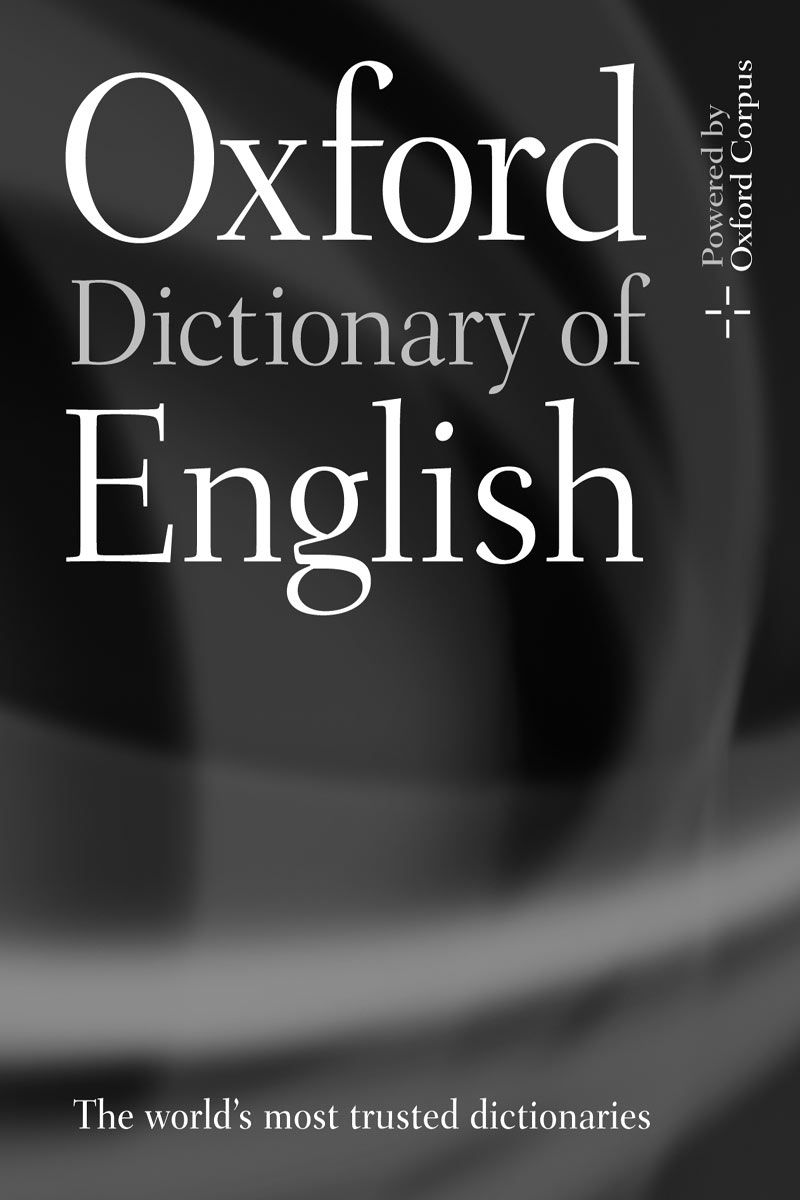 Oxford
Dictionary of
English
Powered by
Oxford Corpus
The world's most trusted dictionaries